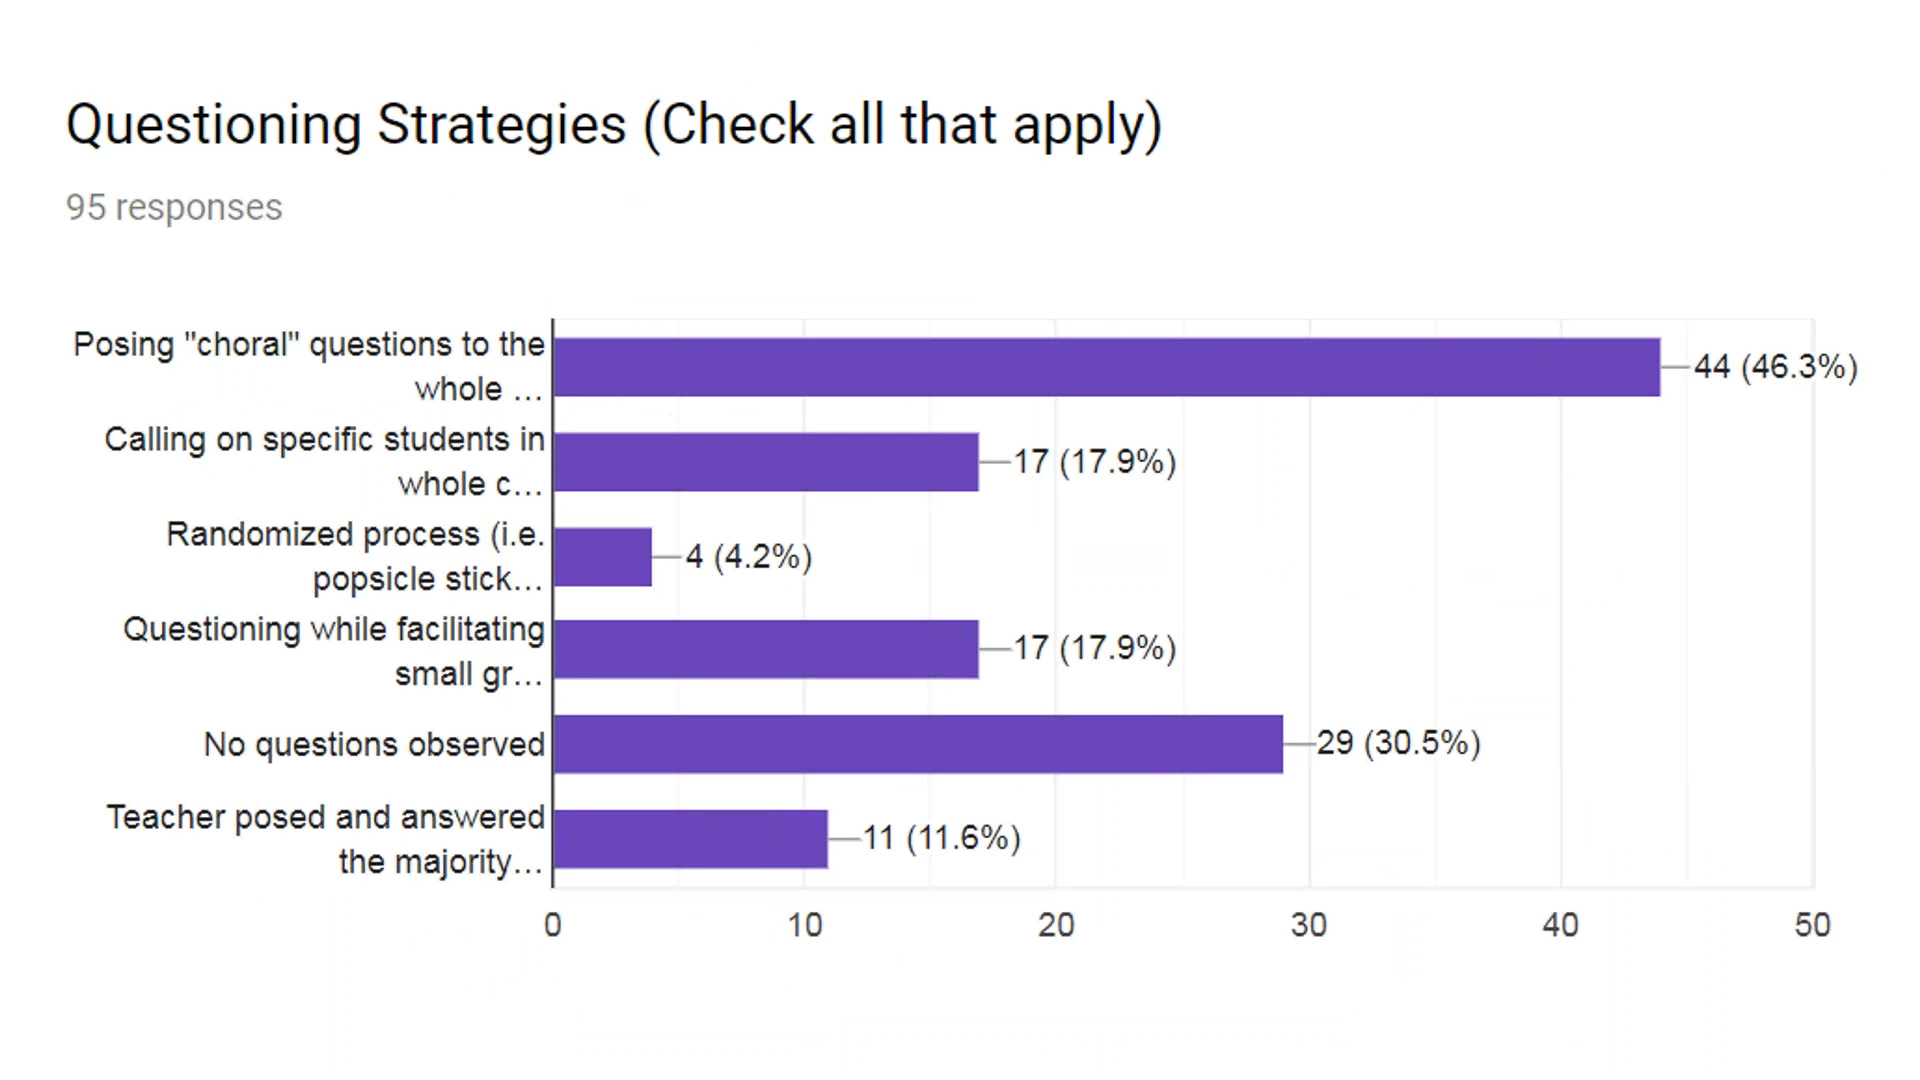 Questioning Strategies (Check all that apply)
95 responses
Posing "choral" questions to the
whole …
44 (46.3%)
Calling on specific students in
whole c…
17 (17.9%)
Randomized process (i.e.
popsicle stick…
4 (4.2%)
Questioning while facilitating
small gr…
17 (17.9%)
No questions observed
29 (30.5%)
Teacher posed and answered
the majority…
11 (11.6%)
0 10 20 30 40 50